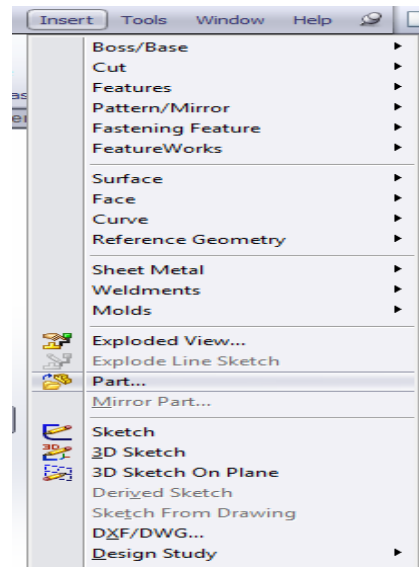 Insert Tools Window Help
Boss/Base
Cut
Features
Pattern/Mirror
Fastening Feature
FeatureWorks
Surface
Face
Curve
Reference Geometry
Sheet Metal
Weldments
Molds
Exploded View...
Explode Line Sketch
Part...
Mirror Part...
Sketch
3D Sketch
3D Sketch On Plane
Derived Sketch
Sketch From Drawing
DXF/DWG...
Design Study